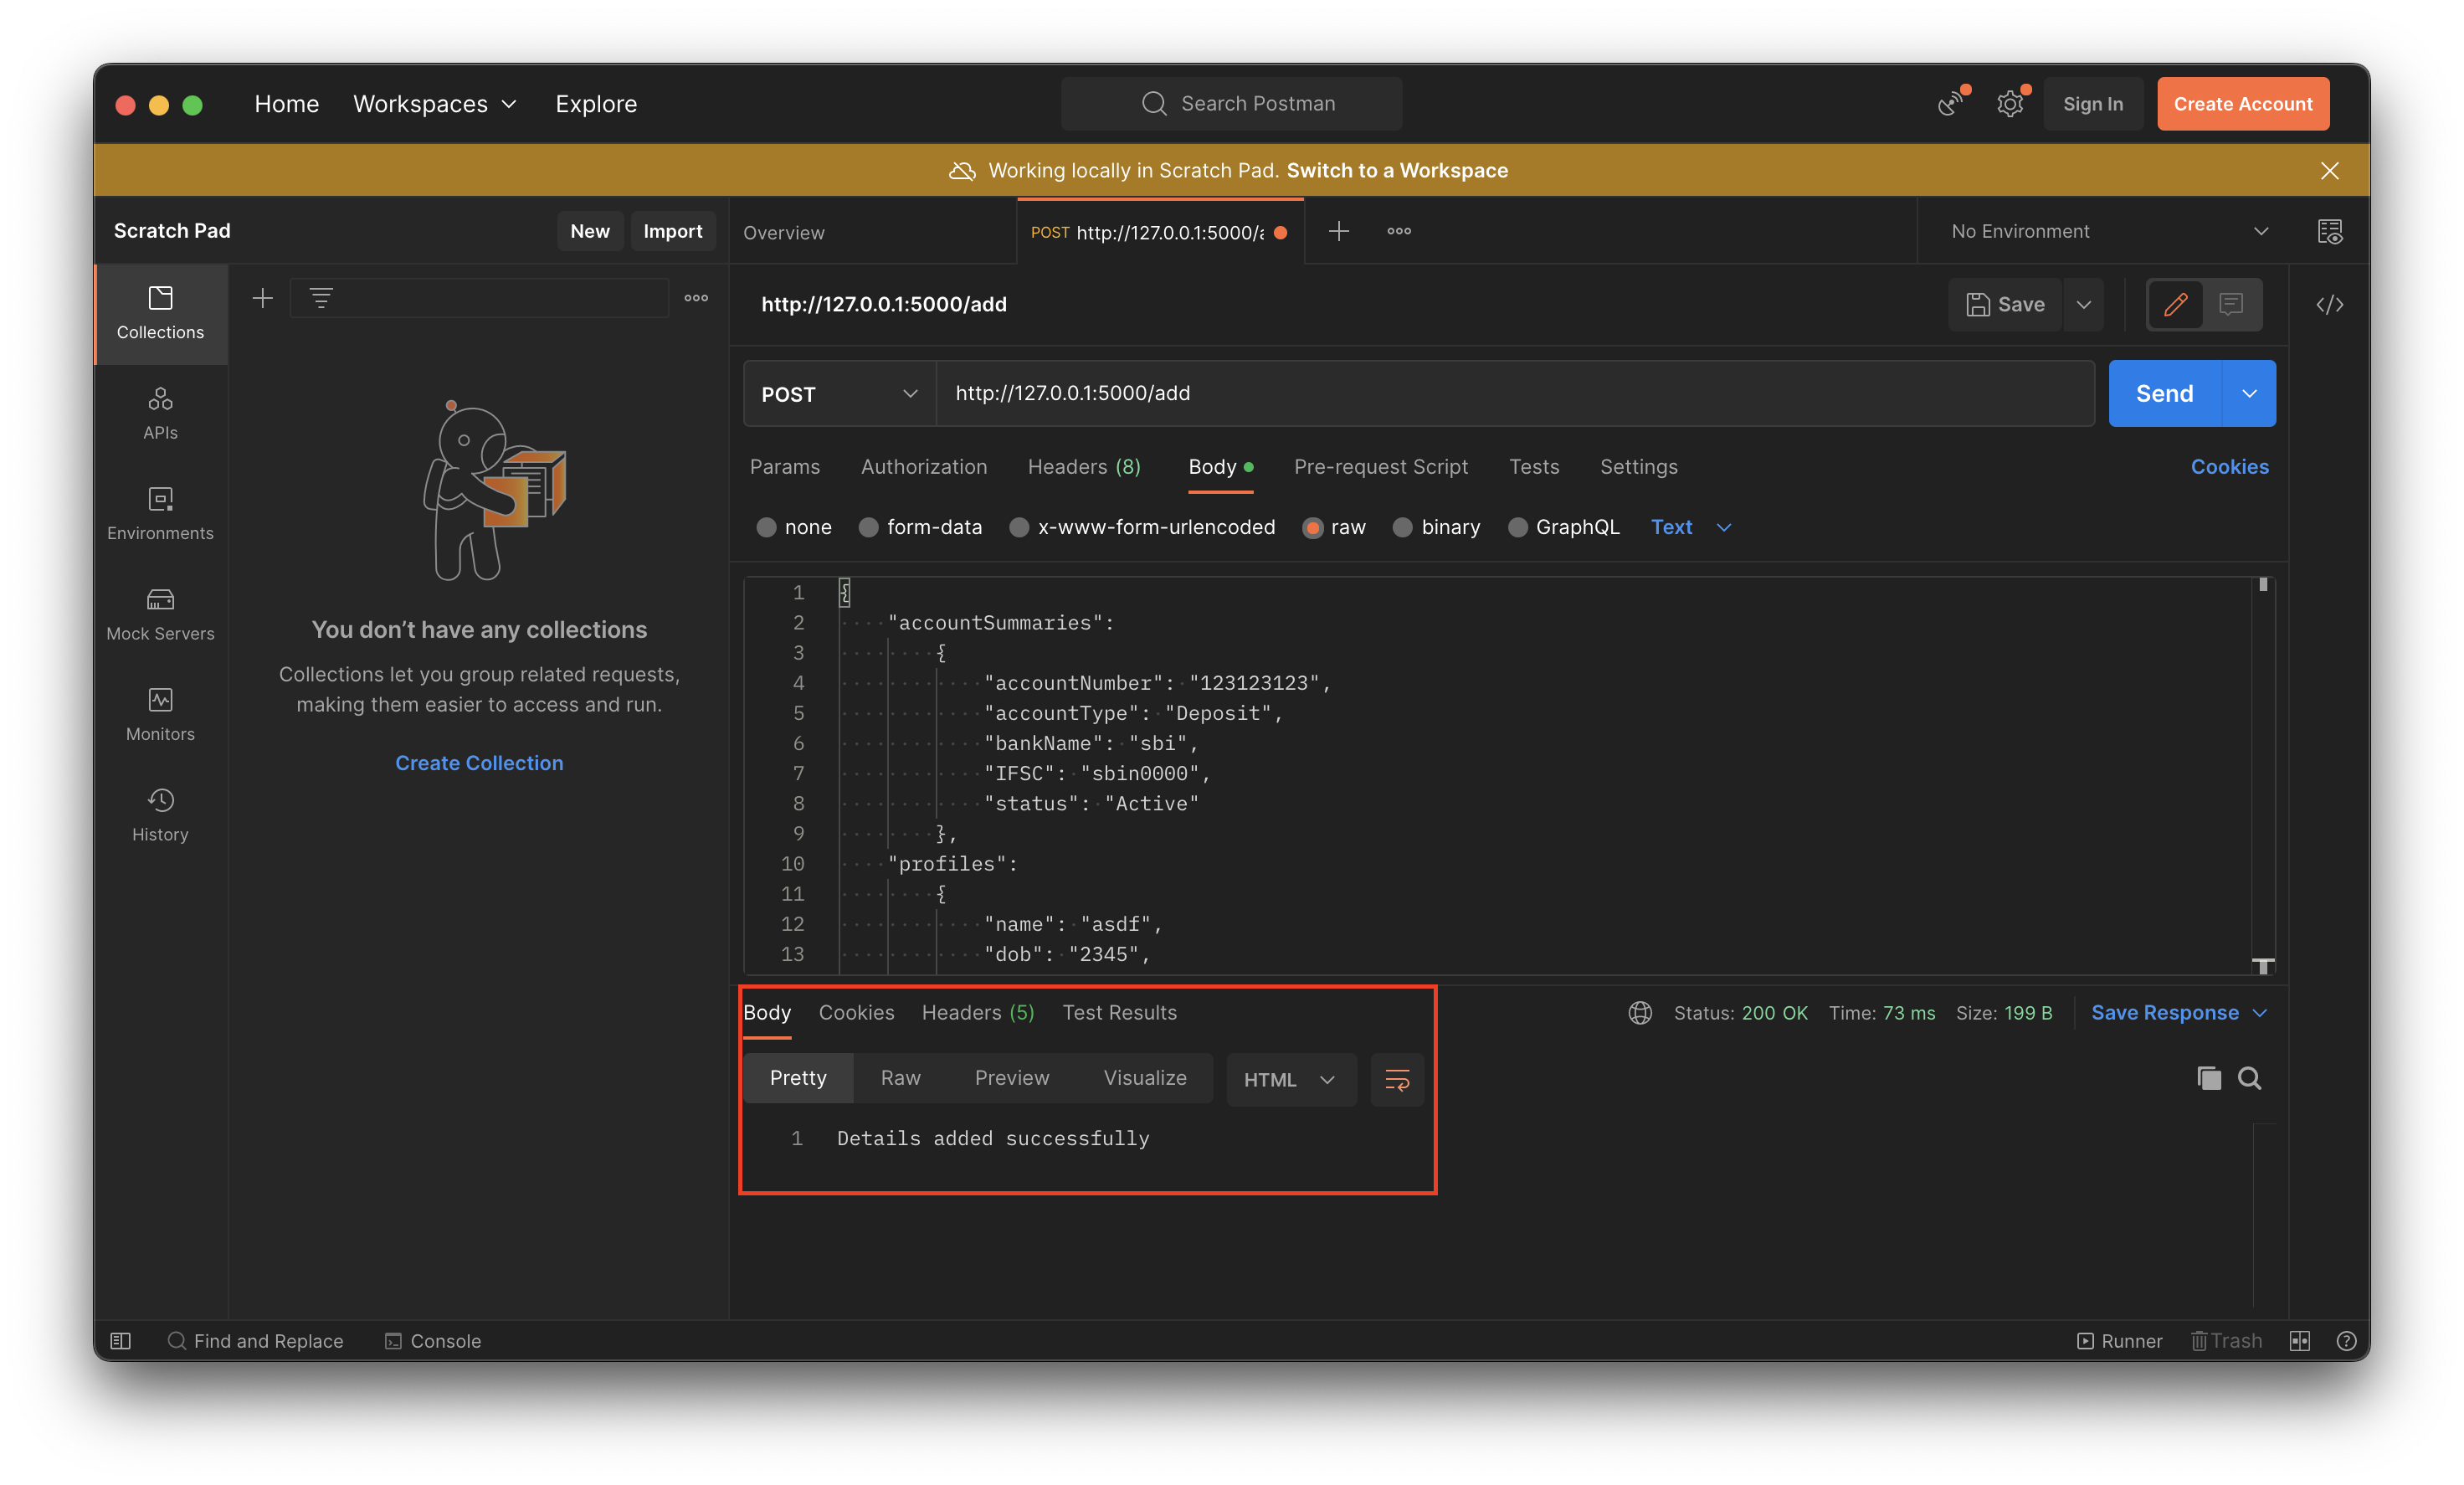 Home Workspaces Explore Search Postman Sign In Create Account
Working locally in Scratch Pad. Switch to a Workspace
Scratch Pad New Import Overview POST http://127.0.0.1:5000/a No Environment
Collections
APIs
Environments
Mock Servers
Monitors
History
You don’t have any collections
Collections let you group related requests,
making them easier to access and run.
Create Collection
http://127.0.0.1:5000/add Save
POST http://127.0.0.1:5000/add Send
Params Authorization Headers (8) Body Pre-request Script Tests Settings Cookies
none form-data x-www-form-urlencoded raw binary GraphQL Text
1 {
2 "accountSummaries":
3 {
4 "accountNumber": "123123123",
5 "accountType": "Deposit",
6 "bankName": "sbi",
7 "IFSC": "sbin0000",
8 "status": "Active"
9 },
10 "profiles":
11 {
12 "name": "asdf",
13 "dob": "2345",
Body Cookies Headers (5) Test Results Status: 200 OK Time: 73 ms Size: 199 B Save Response
Pretty Raw Preview Visualize HTML
1 Details added successfully
Find and Replace Console Runner Trash